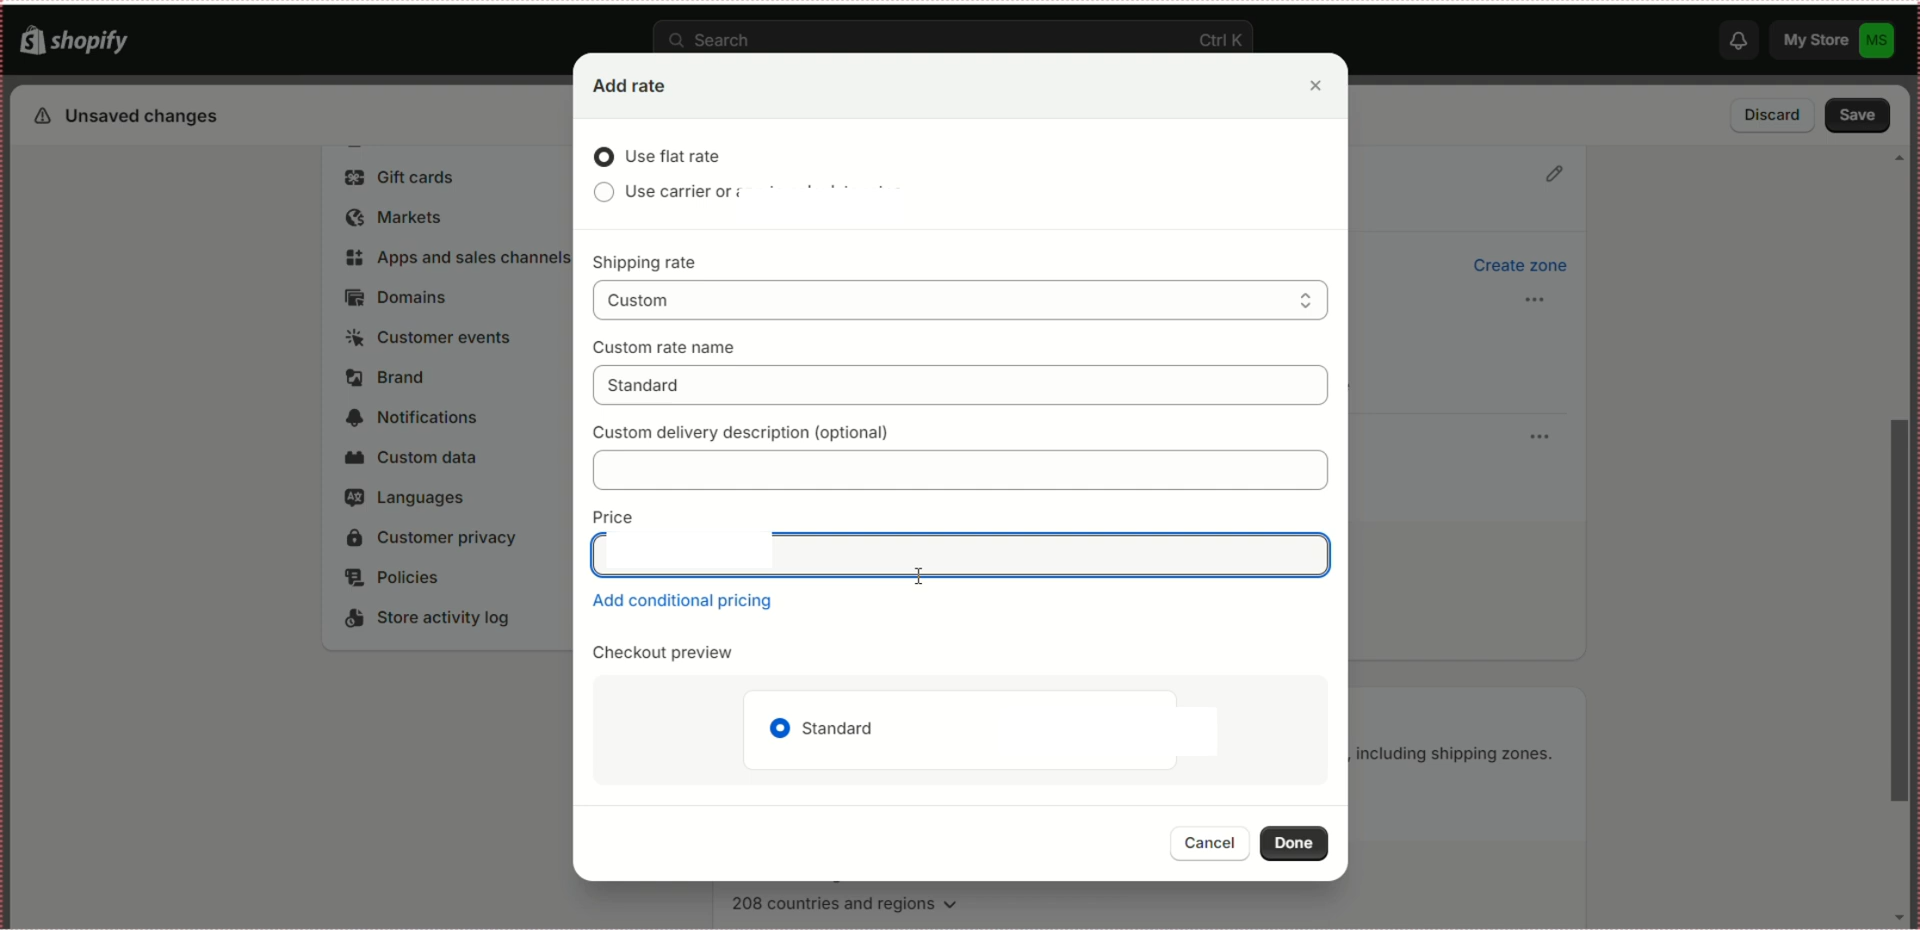 shopify
Search Ctrl K
My Store MS
Unsaved changes
Discard
Save
Add rate
Use flat rate
Use carrier or
Gift cards
Markets
Apps and sales channels
Domains
Customer events
Brand
Notifications
Custom data
Languages
Customer privacy
Policies
Store activity log
Shipping rate
Custom
Custom rate name
Standard
Custom delivery description (optional)
Price
Add conditional pricing
Checkout preview
Standard
Cancel
Done
Create zone
, including shipping zones.
208 countries and regions